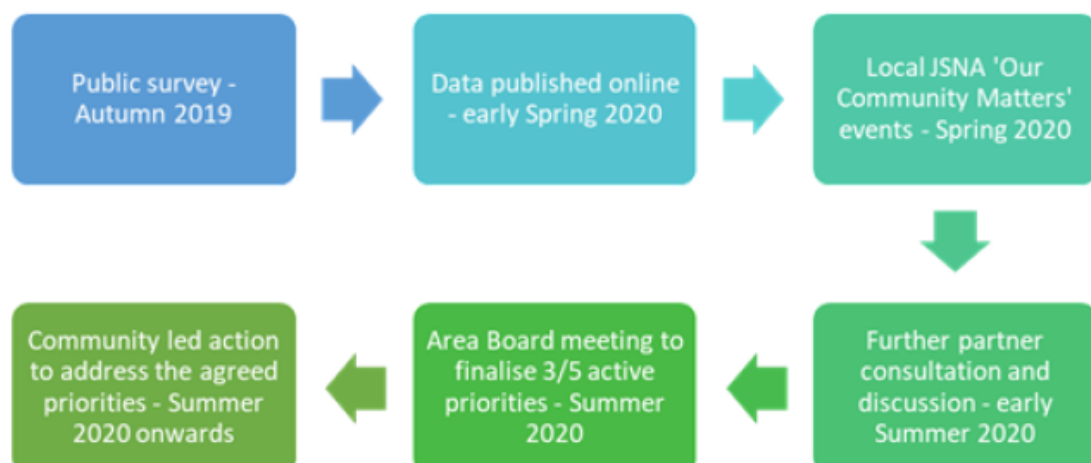 Public survey -
Autumn 2019
Data published online
- early Spring 2020
Local JSNA 'Our
Community Matters'
events - Spring 2020
Further partner
consultation and
discussion - early
Summer 2020
Area Board meeting to
finalise 3/5 active
priorities - Summer
2020
Community led action
to address the agreed
priorities - Summer
2020 onwards